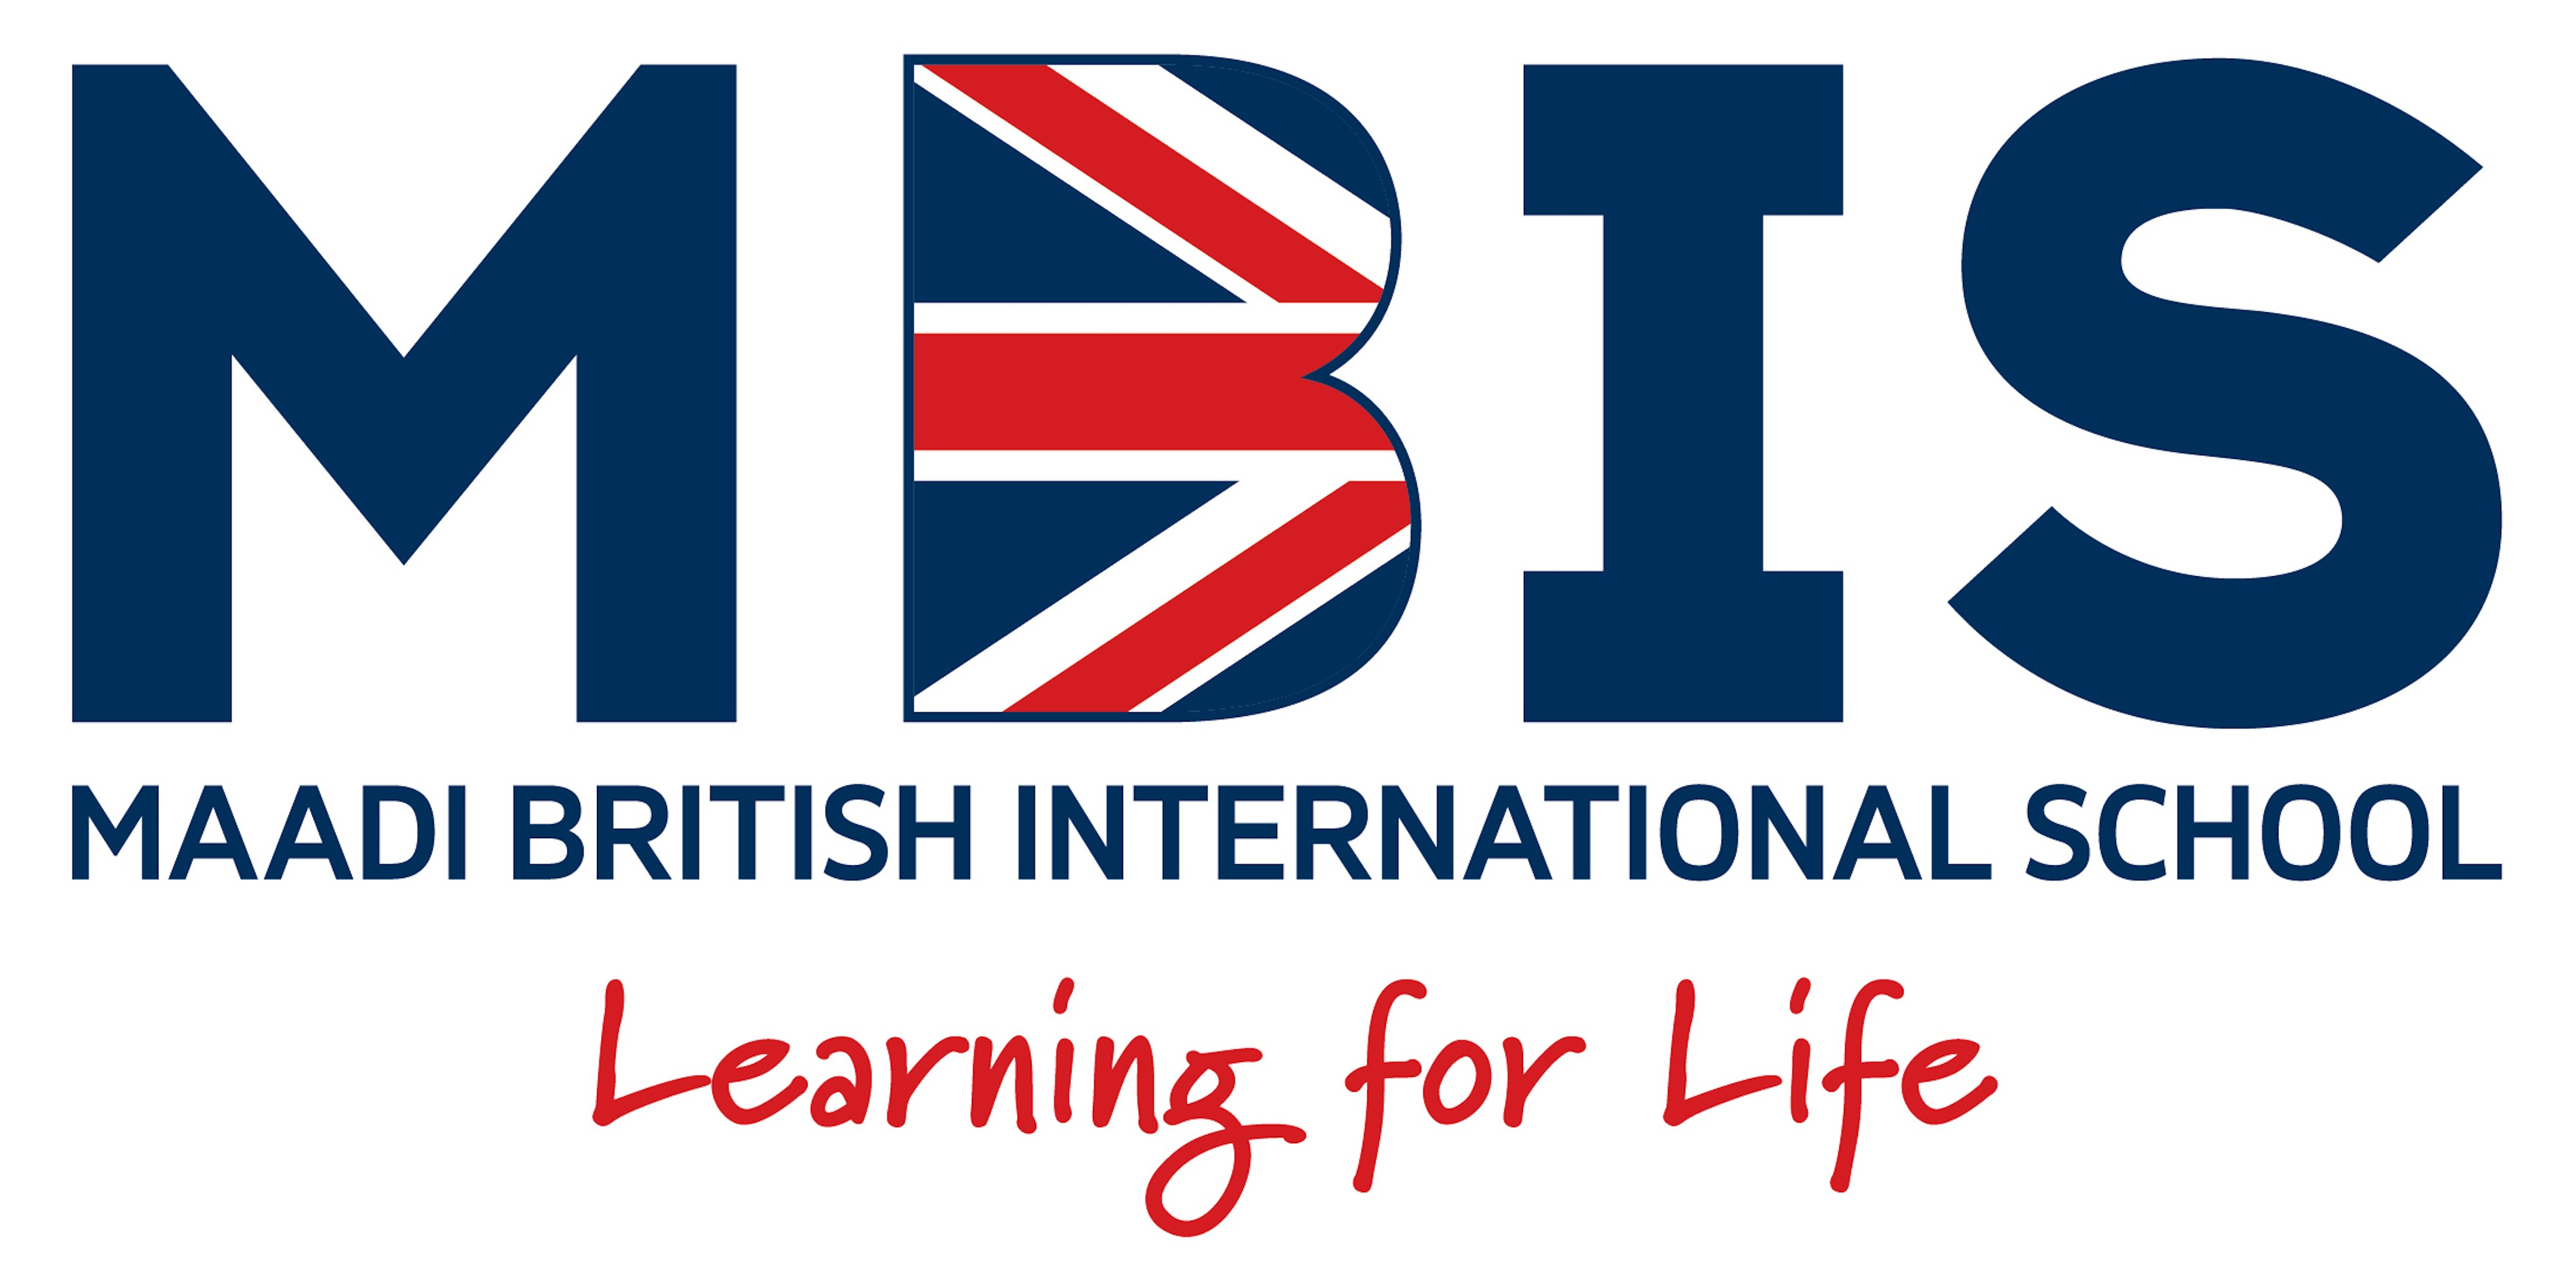 MBIS
MAADI BRITISH INTERNATIONAL SCHOOL
Learning for Life